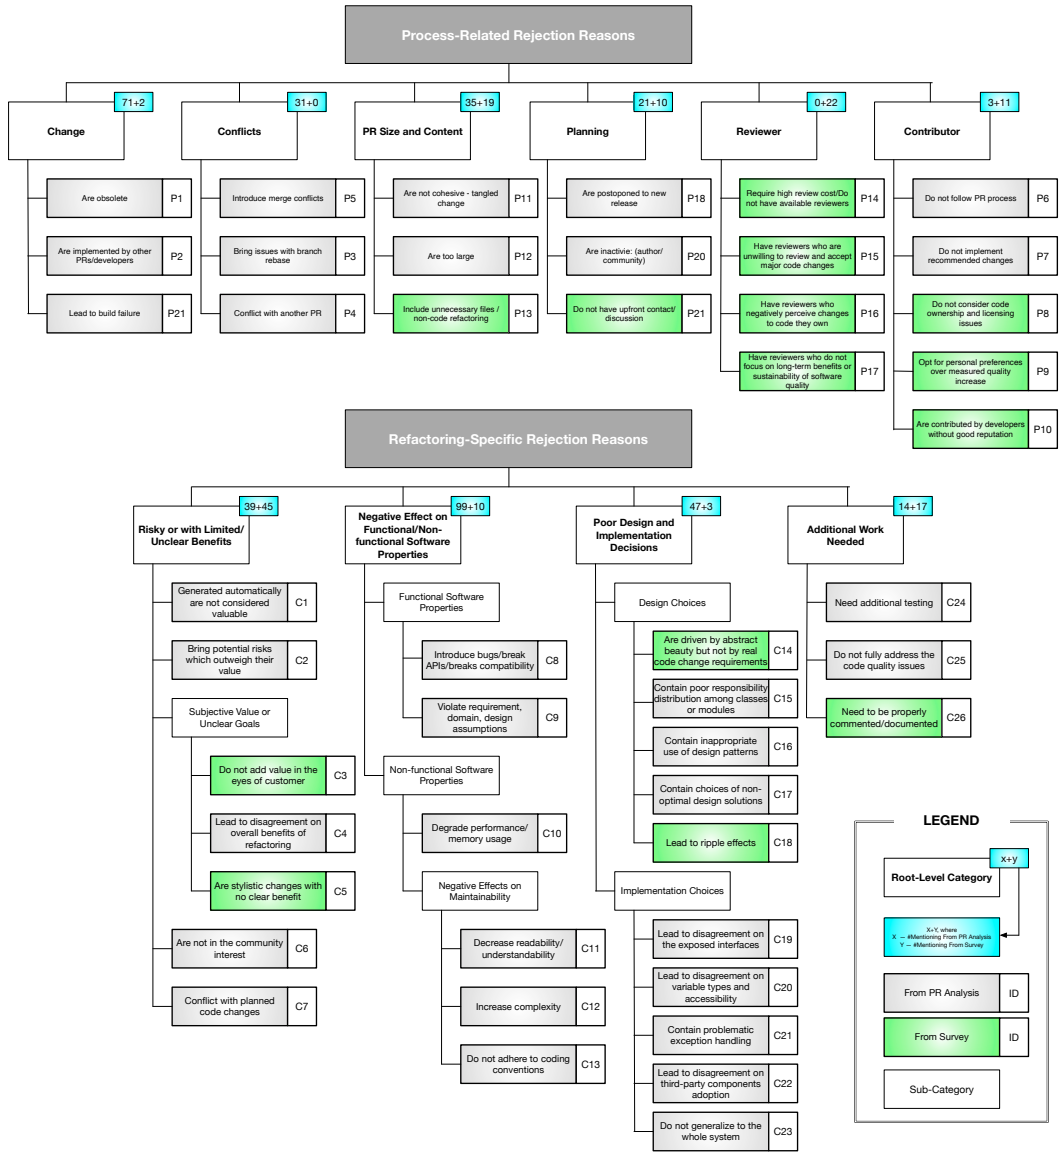 Process-Related Rejection Reasons
71+2
Change
Are obsolete
P1
Are implemented by other
PRs/developers
P2
Lead to build failure
P21
31+0
Conflicts
Introduce merge conflicts
P5
Bring issues with branch
rebase
P3
Conflict with another PR
P4
35+19
PR Size and Content
Are not cohesive - tangled
change
P11
Are too large
P12
Include unnecessary files /
non-code refactoring
P13
21+10
Planning
Are postoponed to new
release
P18
Are inactivie: (author/
community)
P20
Do not have upfront contact/
discussion
P21
0+22
Reviewer
Require high review cost/Do
not have available reviewers
P14
Have reviewers who are
unwilling to review and accept
major code changes
P15
Have reviewers who
negatively perceive changes
to code they own
P16
Have reviewers who do not
focus on long-term benefits or
sustainability of software
quality
P17
3+11
Contributor
Do not follow PR process
P6
Do not implement
recommended changes
P7
Do not consider code
ownership and licensing
issues
P8
Opt for personal preferences
over measured quality
increase
P9
Are contributed by developers
without good reputation
P10
Refactoring-Specific Rejection Reasons
39+45
Risky or with Limited/
Unclear Benefits
Generated automatically
are not considered
valuable
C1
Bring potential risks
which outweigh their
value
C2
Subjective Value or
Unclear Goals
Do not add value in the
eyes of customer
C3
Lead to disagreement on
overall benefits of
refactoring
C4
Are stylistic changes with
no clear benefit
C5
Are not in the community
interest
C6
Conflict with planned
code changes
C7
99+10
Negative Effect on
Functional/Non-
functional Software
Properties
Functional Software
Properties
Introduce bugs/break
APIs/breaks compatibility
C8
Violate requirement,
domain, design
assumptions
C9
Non-functional Software
Properties
Degrade performance/
memory usage
C10
Negative Effects on
Maintainability
Decrease readability/
understandability
C11
Increase complexity
C12
Do not adhere to coding
conventions
C13
47+3
Poor Design and
Implementation
Decisions
Design Choices
Are driven by abstract
beauty but not by real
code change requirements
C14
Contain poor responsibility
distribution among classes
or modules
C15
Contain inappropriate
use of design patterns
C16
Contain choices of non-
optimal design solutions
C17
Lead to ripple effects
C18
Implementation Choices
Lead to disagreement on
the exposed interfaces
C19
Lead to disagreement on
variable types and
accessibility
C20
Contain problematic
exception handling
C21
Lead to disagreement on
third-party components
adoption
C22
Do not generalize to the
whole system
C23
14+17
Additional Work
Needed
Need additional testing
C24
Do not fully address the
code quality issues
C25
Need to be properly
commented/documented
C26
LEGEND
x+y
Root-Level Category
X+Y, where
X — #Mentioning From PR Analysis
Y — #Mentioning From Survey
From PR Analysis
ID
From Survey
ID
Sub-Category